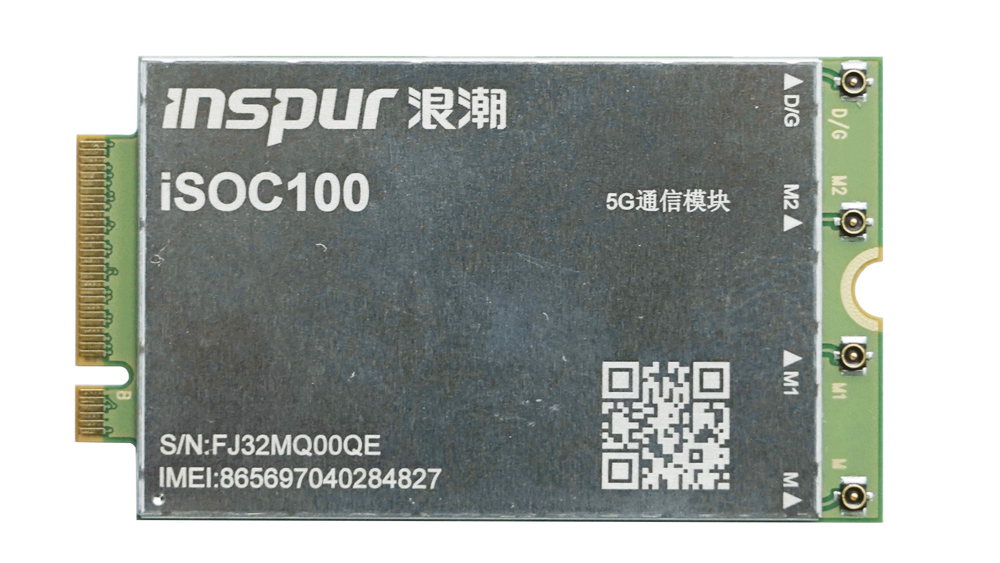 inspur 浪潮
iSOC100
5G通信模块
S/N:FJ32MQ00QE
IMEI:865697040284827
▲D/G
M2▲
▲M1
M▲
D/G
M2
M1
M
B